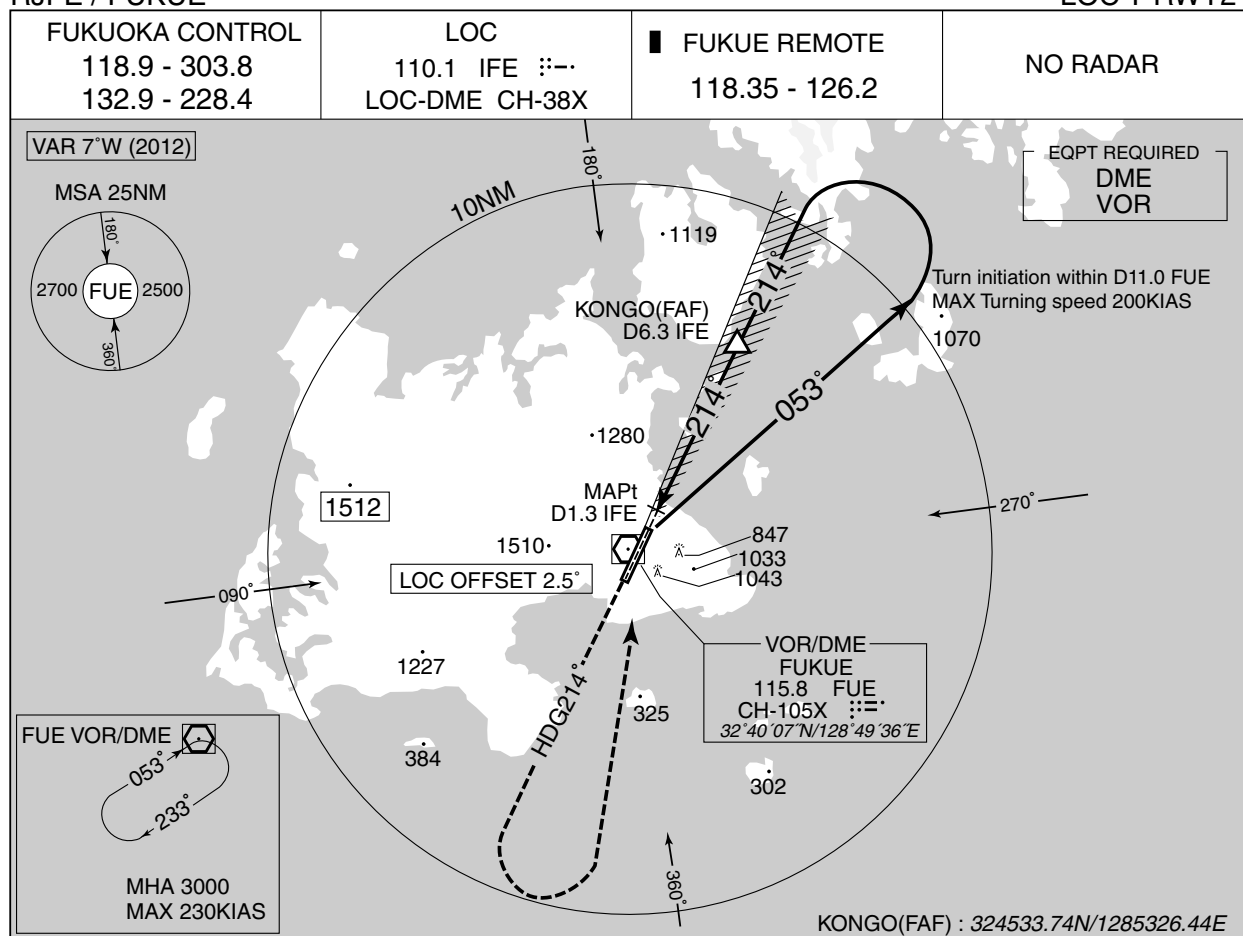 FUKUOKA CONTROL
118.9 - 303.8
132.9 - 228.4
LOC
110.1 IFE
LOC-DME CH-38X
FUKUE REMOTE
118.35 - 126.2
NO RADAR
VAR 7°W (2012)
MSA 25NM
180°
2700 FUE 2500
360°
180°
10NM
EQPT REQUIRED
DME
VOR
1119
214°
Turn initiation within D11.0 FUE
MAX Turning speed 200KIAS
KONGO(FAF)
D6.3 IFE
1070
214°
053°
1280
1512
MAPt
D1.3 IFE
270°
1510
847
1033
1043
LOC OFFSET 2.5°
090°
VOR/DME
FUKUE
115.8 FUE
CH-105X
32°40´07˝N/128°49´36˝E
1227
HDG214°
325
384
302
FUE VOR/DME
053°
233°
MHA 3000
MAX 230KIAS
360°
KONGO(FAF) : 324533.74N/1285326.44E